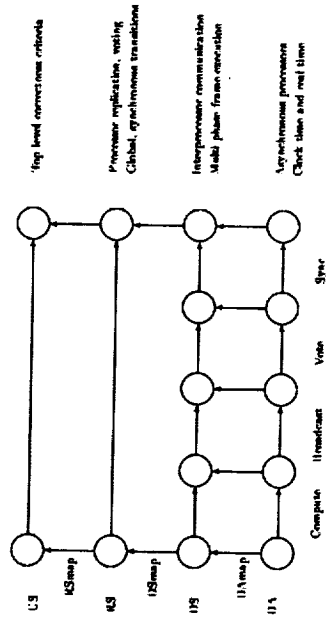 Top level correctness criteria
Processor replication, voting
Global, synchronous transitions
Interprocessor communication
Multi phase frame execution
Asynchronous processors
Clock time and real time
US
RSmap
RS
DSmap
DS
DAmap
DA
Compute
Broadcast
Vote
Sync